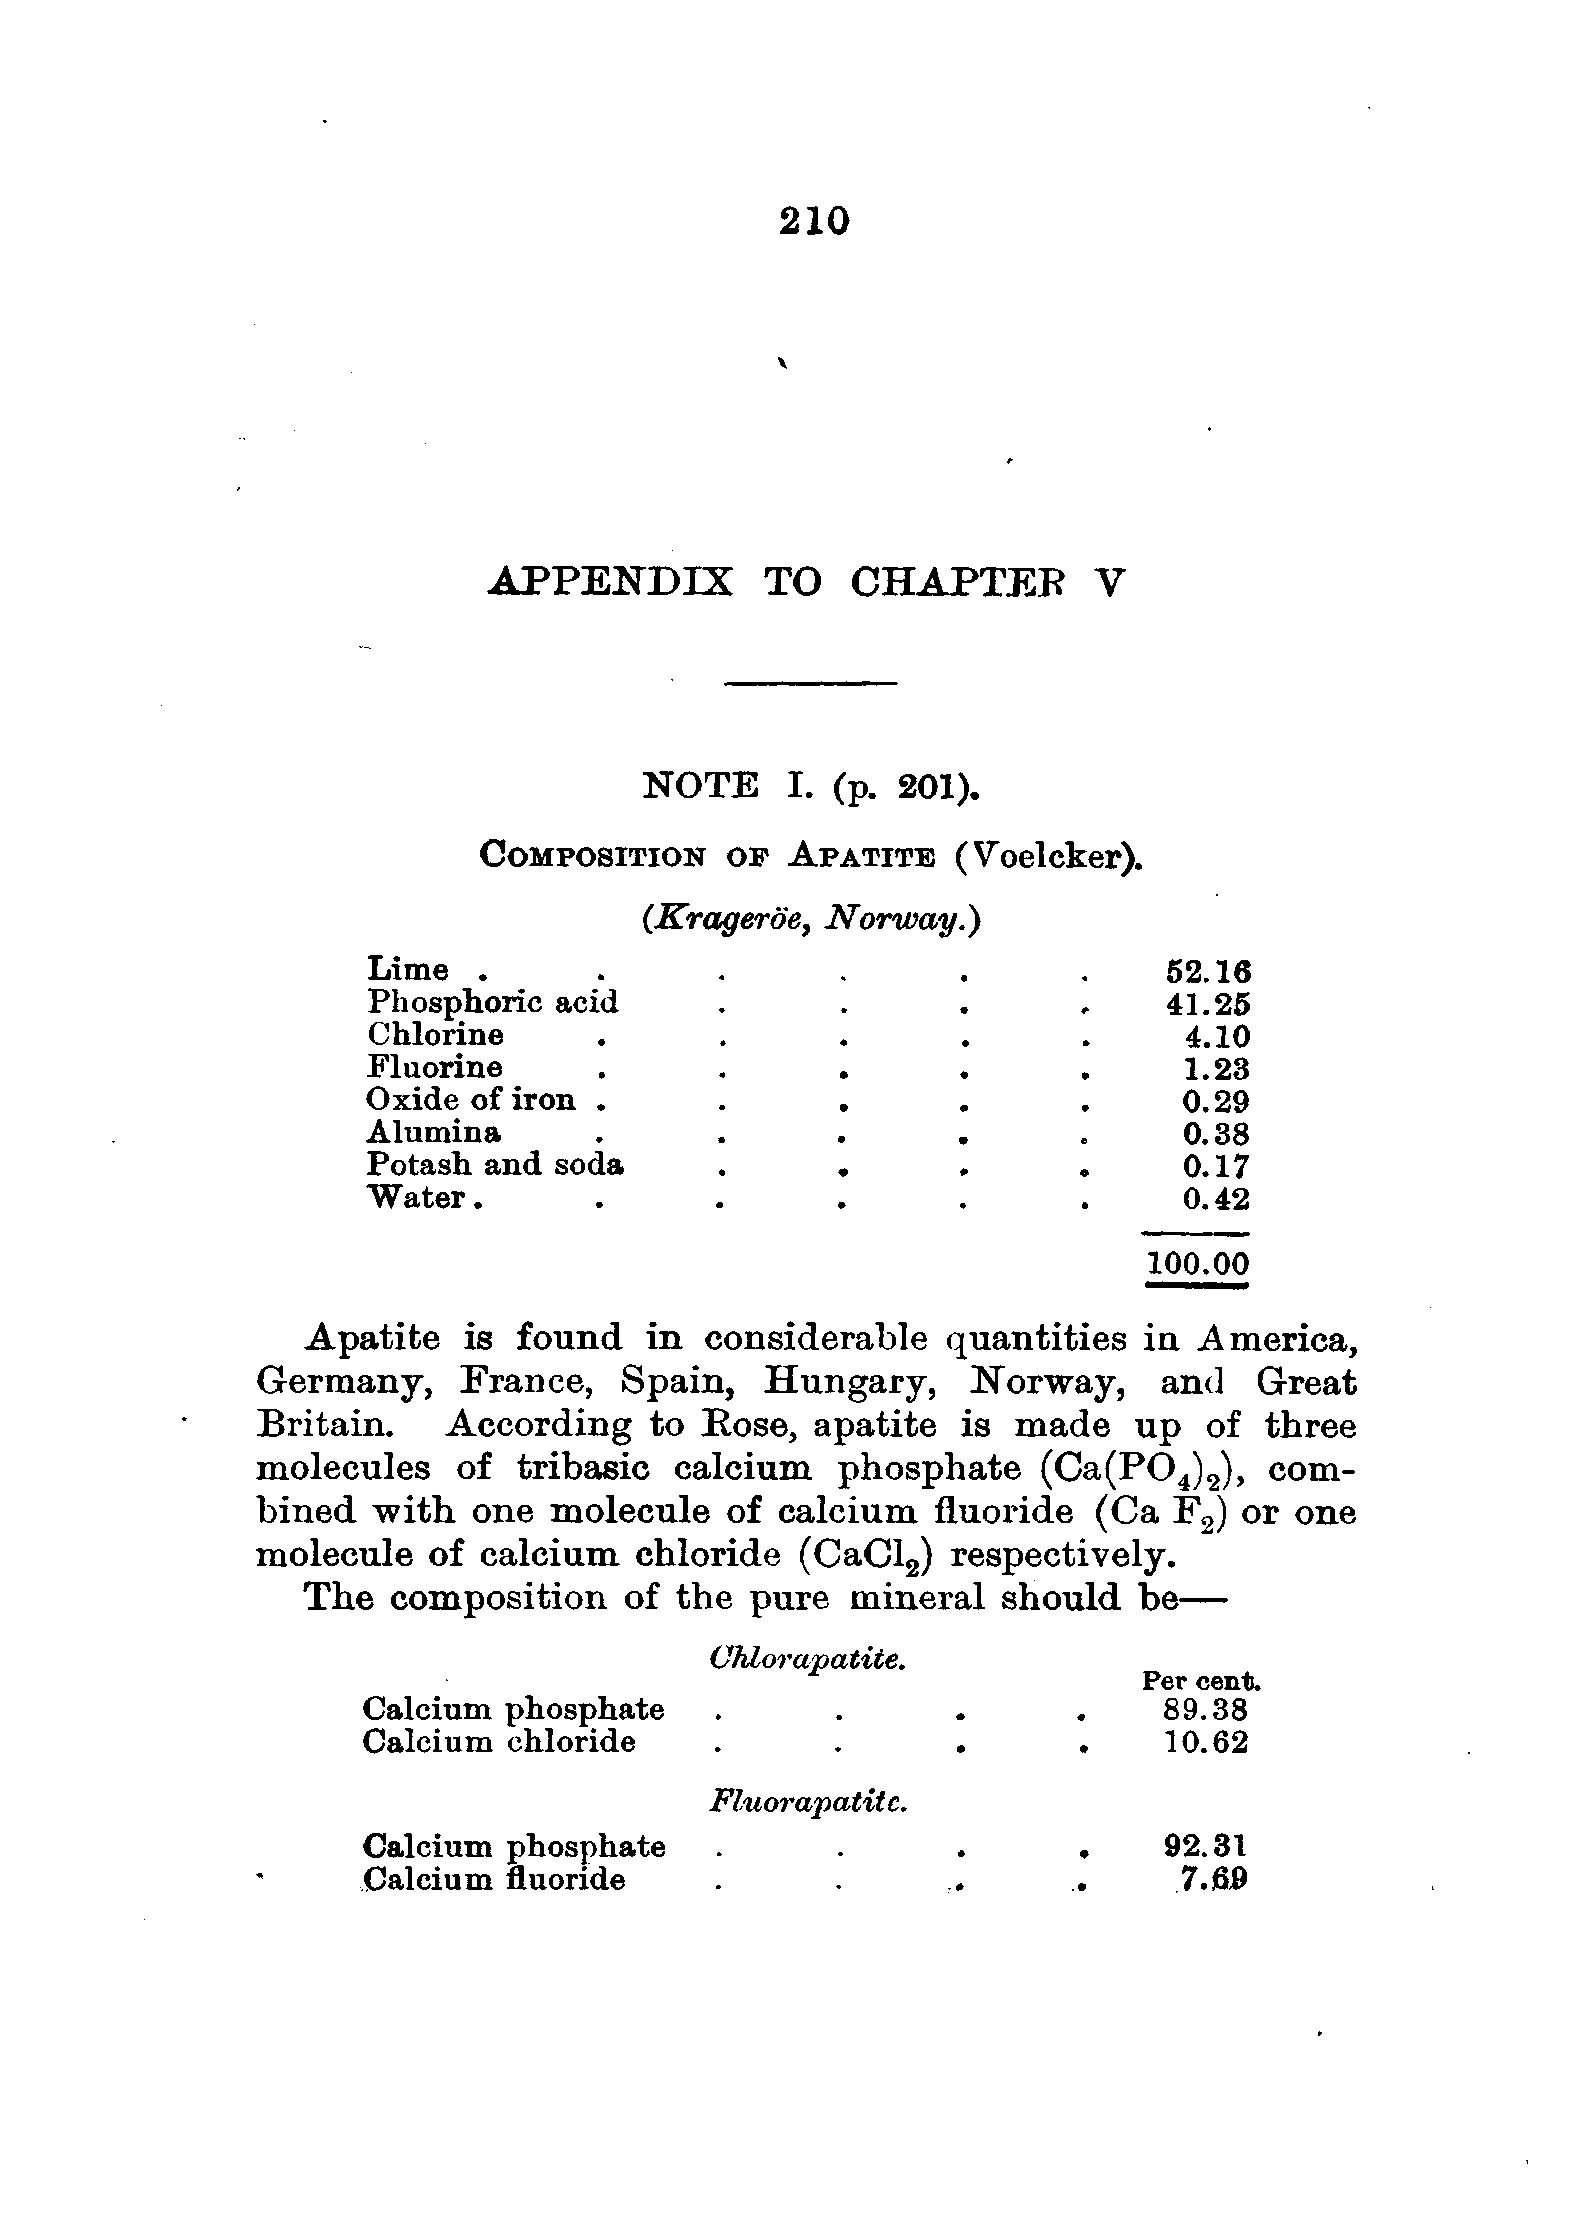 210
APPENDIX TO CHAPTER V
NOTE I. (p. 201).
COMPOSITION OF APATITE (Voelcker).
(Krageröe, Norway.)
Lime . . . . . . 52.16
Phosphoric acid . . . . 41.25
Chlorine . . . . . 4.10
Fluorine . . . . . 1.23
Oxide of iron . . . . . 0.29
Alumina . . . . . 0.38
Potash and soda . . . . 0.17
Water . . . . . . 0.42
100.00
Apatite is found in considerable quantities in America,
Germany, France, Spain, Hungary, Norway, and Great
Britain. According to Rose, apatite is made up of three
molecules of tribasic calcium phosphate (Ca(PO₄)₂), com-
bined with one molecule of calcium fluoride (Ca F₂) or one
molecule of calcium chloride (CaCl₂) respectively.
The composition of the pure mineral should be—
Chlorapatite.
Per cent.
Calcium phosphate . . . . 89.38
Calcium chloride . . . . 10.62
Fluorapatite.
Calcium phosphate . . . . 92.31
Calcium fluoride . . . . 7.69